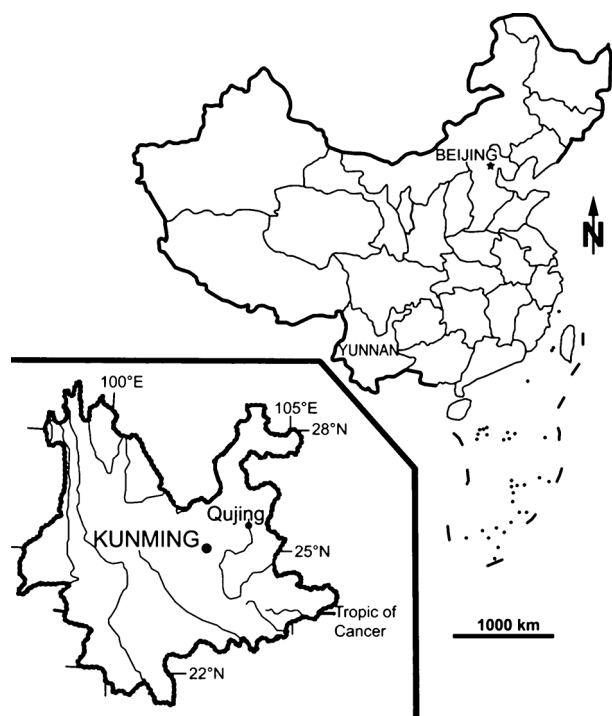 BEIJING
N
YUNNAN
100°E
105°E
28°N
Qujing
KUNMING
25°N
Tropic of
Cancer
1000 km
22°N